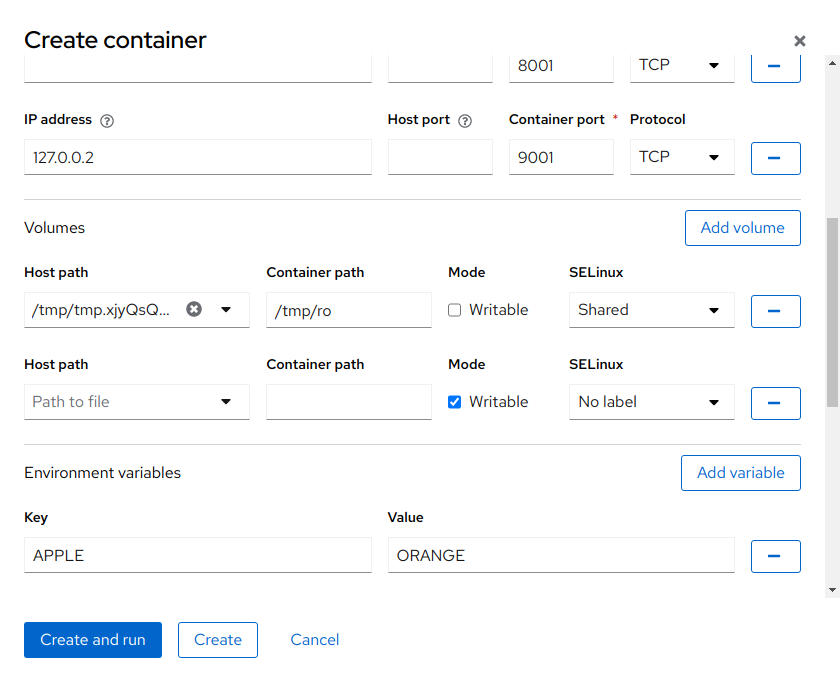 Create container
8001 TCP
IP address Host port Container port * Protocol
127.0.0.2 9001 TCP
Volumes Add volume
Host path Container path Mode SELinux
/tmp/tmp.xjyQsQ... /tmp/ro Writable Shared
Host path Container path Mode SELinux
Path to file Writable No label
Environment variables Add variable
Key Value
APPLE ORANGE
Create and run Create Cancel